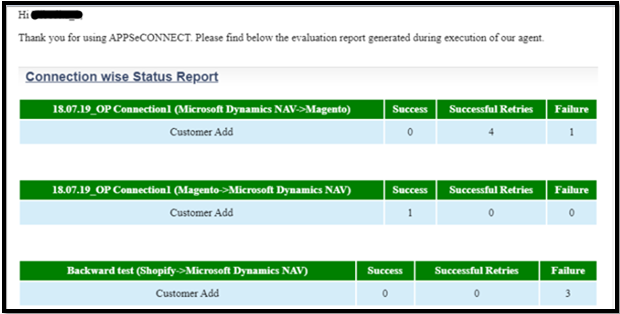 Hi
Thank you for using APPSeCONNECT. Please find below the evaluation report generated during execution of our agent.
Connection wise Status Report
18.07.19_OP Connection1 (Microsoft Dynamics NAV->Magento) Success Successful Retries Failure
Customer Add 0 4 1
18.07.19_OP Connection1 (Magento->Microsoft Dynamics NAV) Success Successful Retries Failure
Customer Add 1 0 0
Backward test (Shopify->Microsoft Dynamics NAV) Success Successful Retries Failure
Customer Add 0 0 3